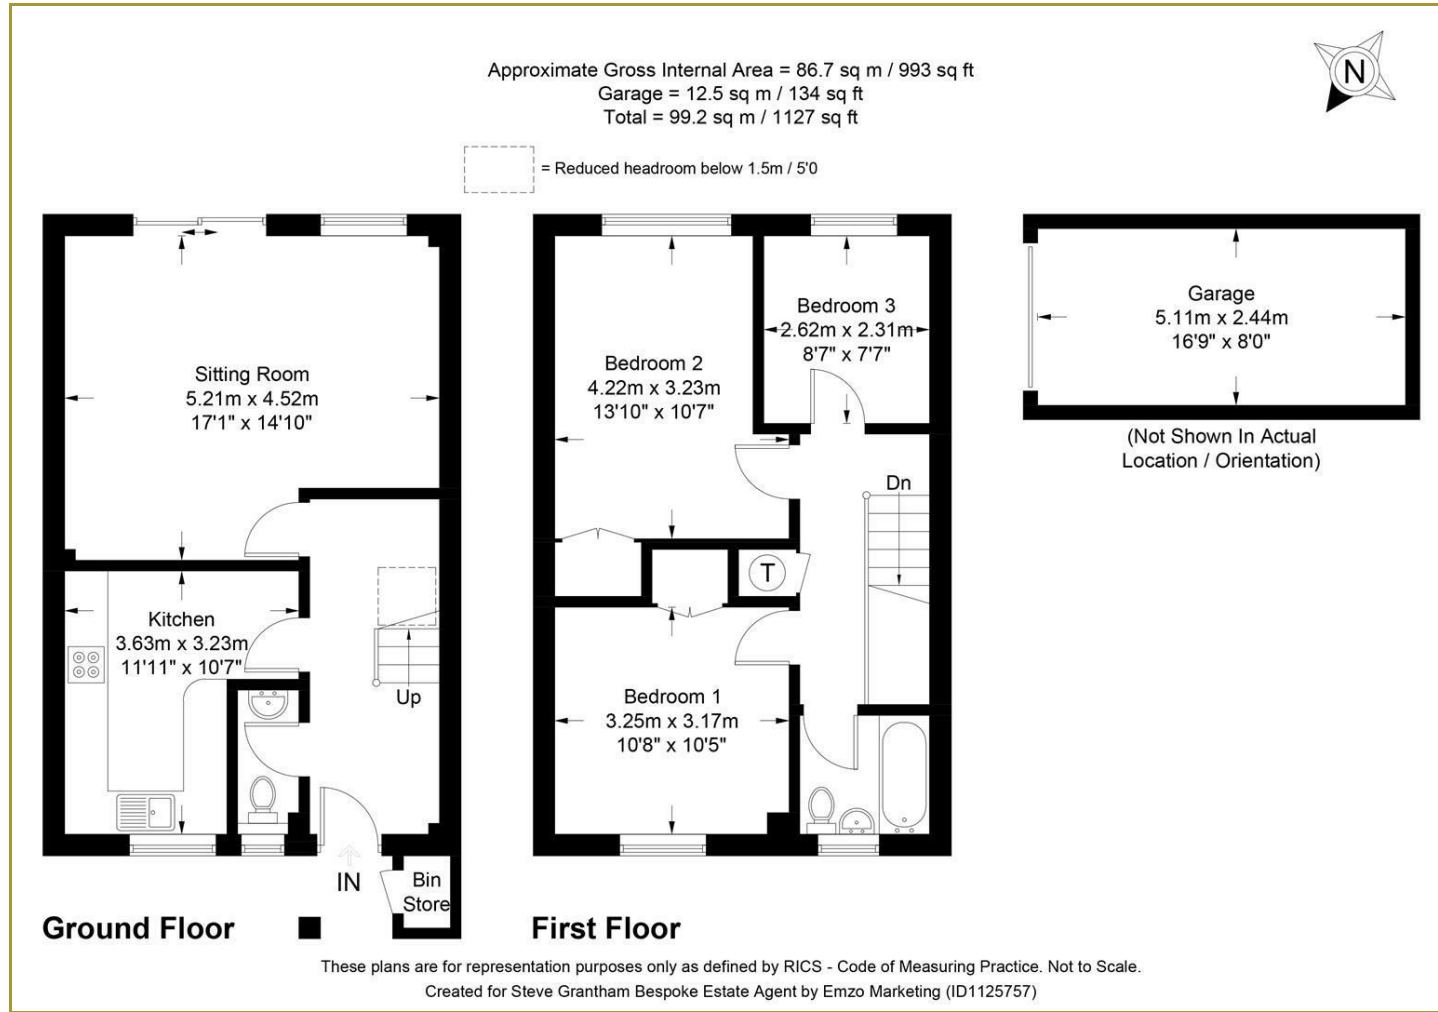 Approximate Gross Internal Area = 86.7 sq m / 993 sq ft
Garage = 12.5 sq m / 134 sq ft
Total = 99.2 sq m / 1127 sq ft
N
= Reduced headroom below 1.5m / 5'0
Sitting Room
5.21m x 4.52m
17'1" x 14'10"
Kitchen
3.63m x 3.23m
11'11" x 10'7"
Up
IN
Bin
Store
Ground Floor
Bedroom 2
4.22m x 3.23m
13'10" x 10'7"
Bedroom 3
2.62m x 2.31m
8'7" x 7'7"
Dn
T
Bedroom 1
3.25m x 3.17m
10'8" x 10'5"
First Floor
Garage
5.11m x 2.44m
16'9" x 8'0"
(Not Shown In Actual
Location / Orientation)
These plans are for representation purposes only as defined by RICS - Code of Measuring Practice. Not to Scale.
Created for Steve Grantham Bespoke Estate Agent by Emzo Marketing (ID1125757)